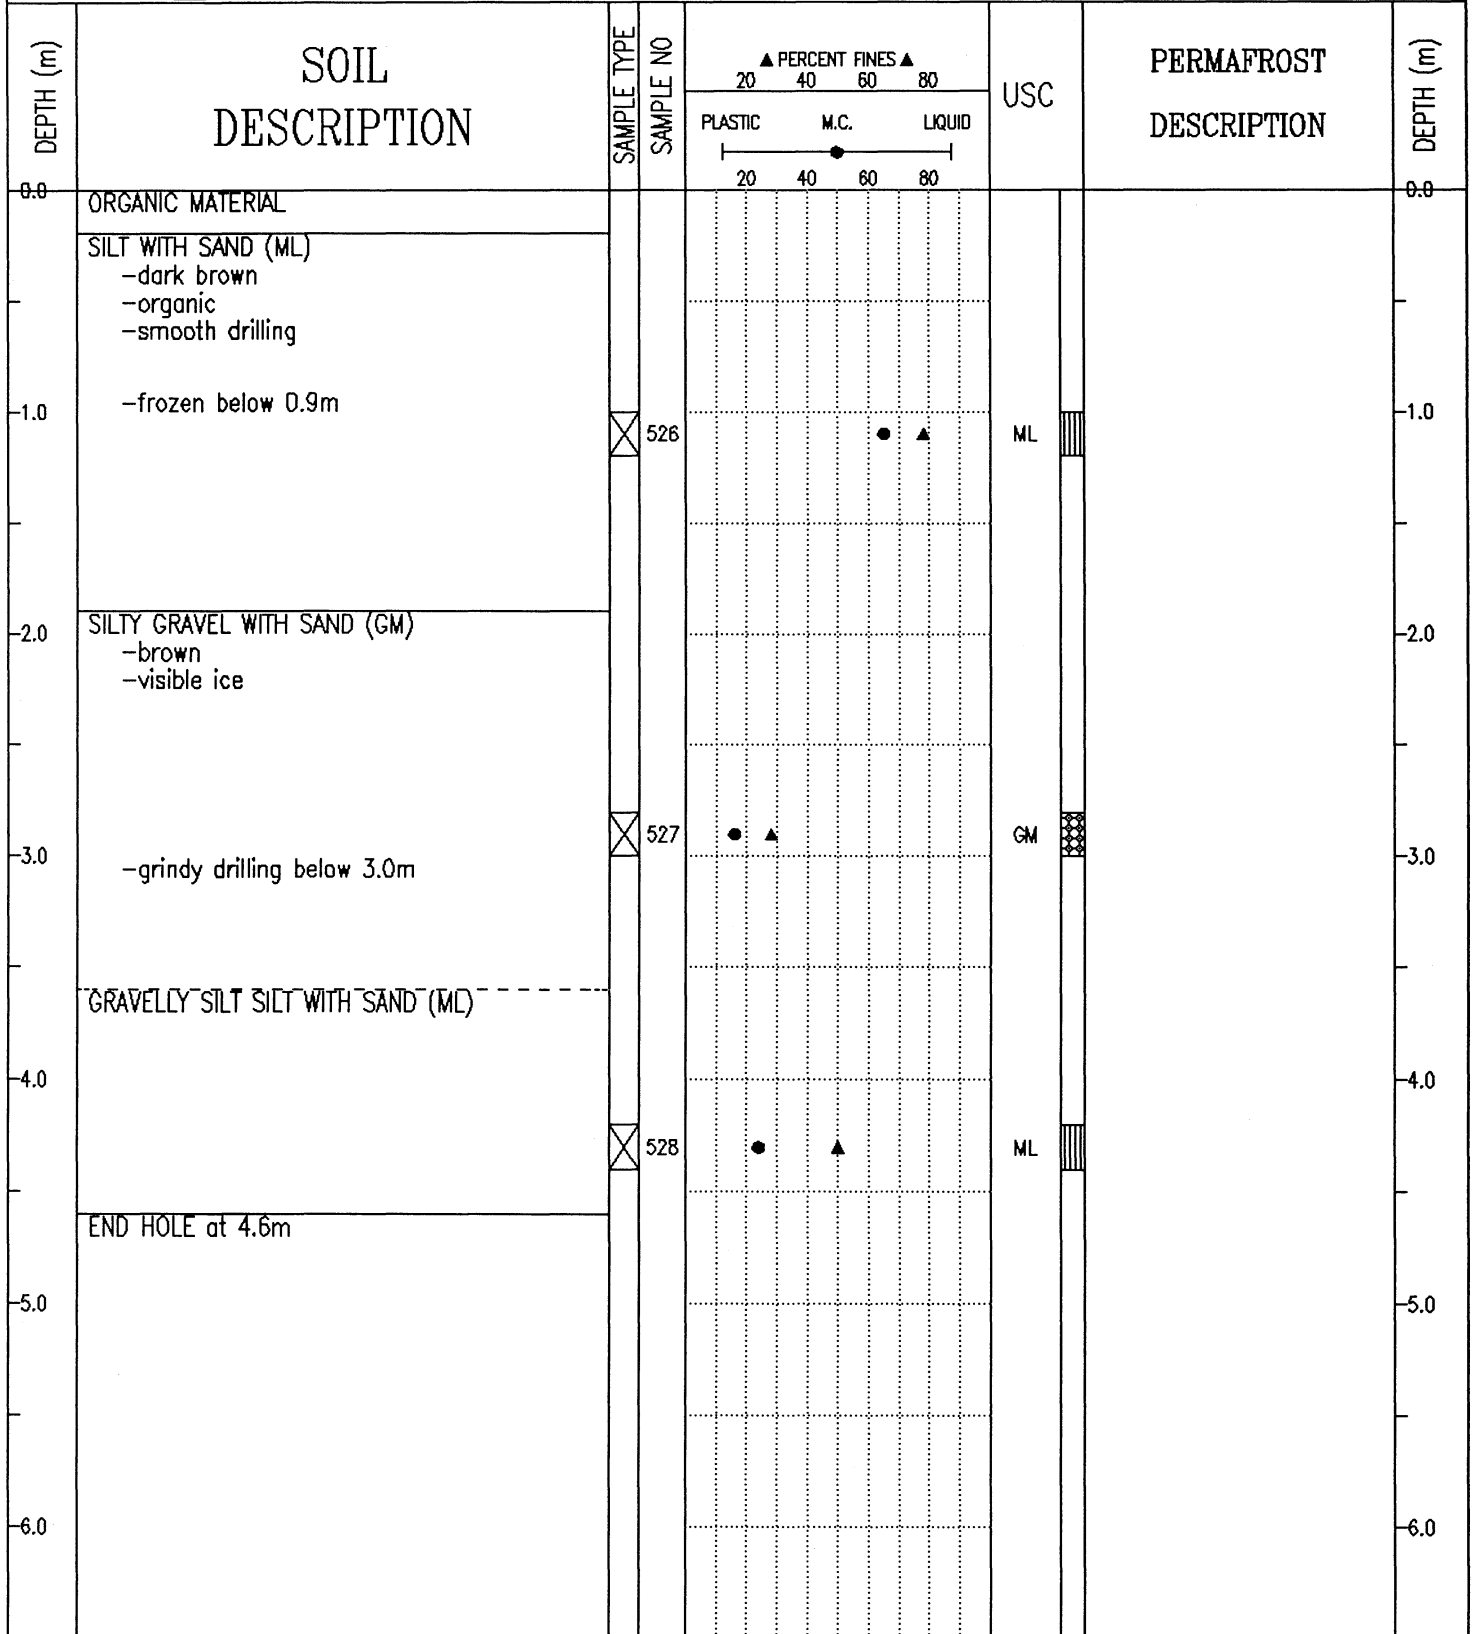 DEPTH (m)
SOIL
DESCRIPTION
SAMPLE TYPE
SAMPLE NO
▲ PERCENT FINES ▲
20 40 60 80
PLASTIC M.C. LIQUID
20 40 60 80
USC
PERMAFROST
DESCRIPTION
DEPTH (m)
0.0 0.0
ORGANIC MATERIAL
SILT WITH SAND (ML)
-dark brown
-organic
-smooth drilling
-frozen below 0.9m
1.0 1.0
526 ML
SILTY GRAVEL WITH SAND (GM)
2.0 2.0
-brown
-visible ice
527 GM
3.0 3.0
-grindy drilling below 3.0m
GRAVELLY SILT SILT WITH SAND (ML)
4.0 4.0
528 ML
END HOLE at 4.6m
5.0 5.0
6.0 6.0